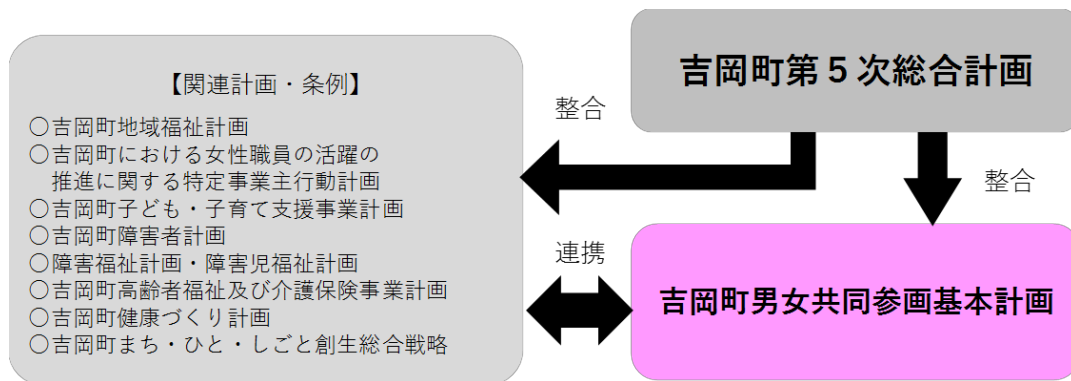 【関連計画・条例】
○吉岡町地域福祉計画
○吉岡町における女性職員の活躍の
推進に関する特定事業主行動計画
○吉岡町子ども・子育て支援事業計画
○吉岡町障害者計画
○障害福祉計画・障害児福祉計画
○吉岡町高齢者福祉及び介護保険事業計画
○吉岡町健康づくり計画
○吉岡町まち・ひと・しごと創生総合戦略
整合
連携
吉岡町第５次総合計画
整合
吉岡町男女共同参画基本計画